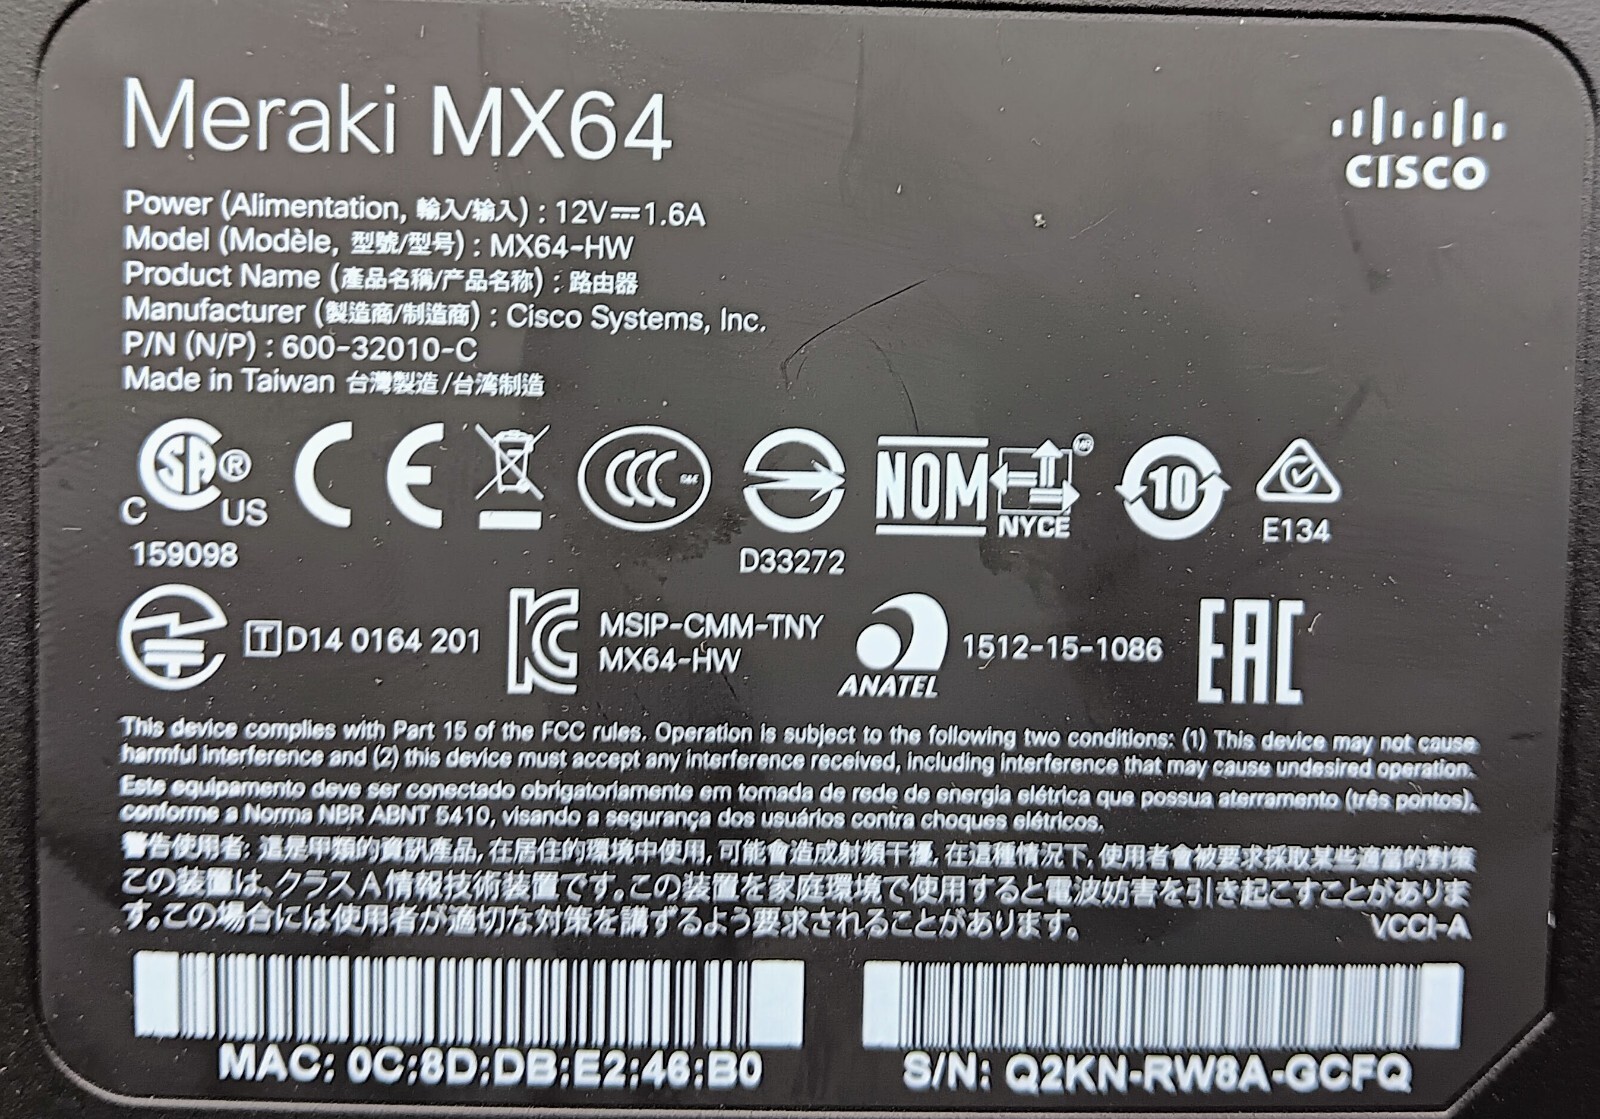 Meraki MX64
CISCO
Power (Alimentation, 輸入/输入) : 12V⎓1.6A
Model (Modèle, 型號/型号) : MX64-HW
Product Name (產品名稱/产品名称) : 路由器
Manufacturer (製造商/制造商) : Cisco Systems, Inc.
P/N (N/P) : 600-32010-C
Made in Taiwan 台灣製造/台湾制造
SA® C US CE CCC NOM NYCE 10
159098 D33272 E134
T D14 0164 201 KC MSIP-CMM-TNY
MX64-HW ANATEL 1512-15-1086 EAC
This device complies with Part 15 of the FCC rules. Operation is subject to the following two conditions: (1) This device may not cause
harmful interference and (2) this device must accept any interference received, including interference that may cause undesired operation.
Este equipamento deve ser conectado obrigatoriamente em tomada de rede de energia elétrica que possua aterramento (três pontos),
conforme a Norma NBR ABNT 5410, visando a segurança dos usuários contra choques elétricos.
警告使用者: 這是甲類的資訊產品, 在居住的環境中使用, 可能會造成射頻干擾, 在這種情況下, 使用者會被要求採取某些適當的對策
この装置は、クラスA情報技術装置です。この装置を家庭環境で使用すると電波妨害を引き起こすことがありま
す。この場合には使用者が適切な対策を講ずるよう要求されることがあります。 VCCI-A
MAC: 0C:8D:DB:E2:46:B0
S/N: Q2KN-RW8A-GCFQ